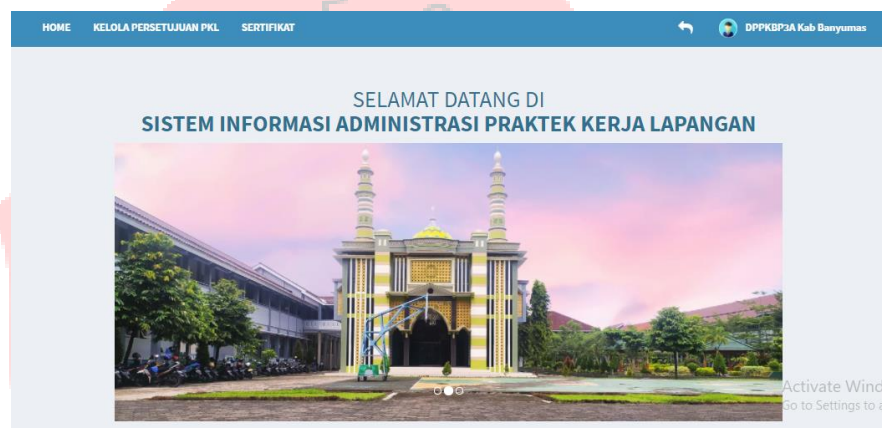 HOME KELOLA PERSETUJUAN PKL SERTIFIKAT DPPKBP3A Kab Banyumas
SELAMAT DATANG DI
SISTEM INFORMASI ADMINISTRASI PRAKTEK KERJA LAPANGAN
Activate Wind
Go to Settings to a